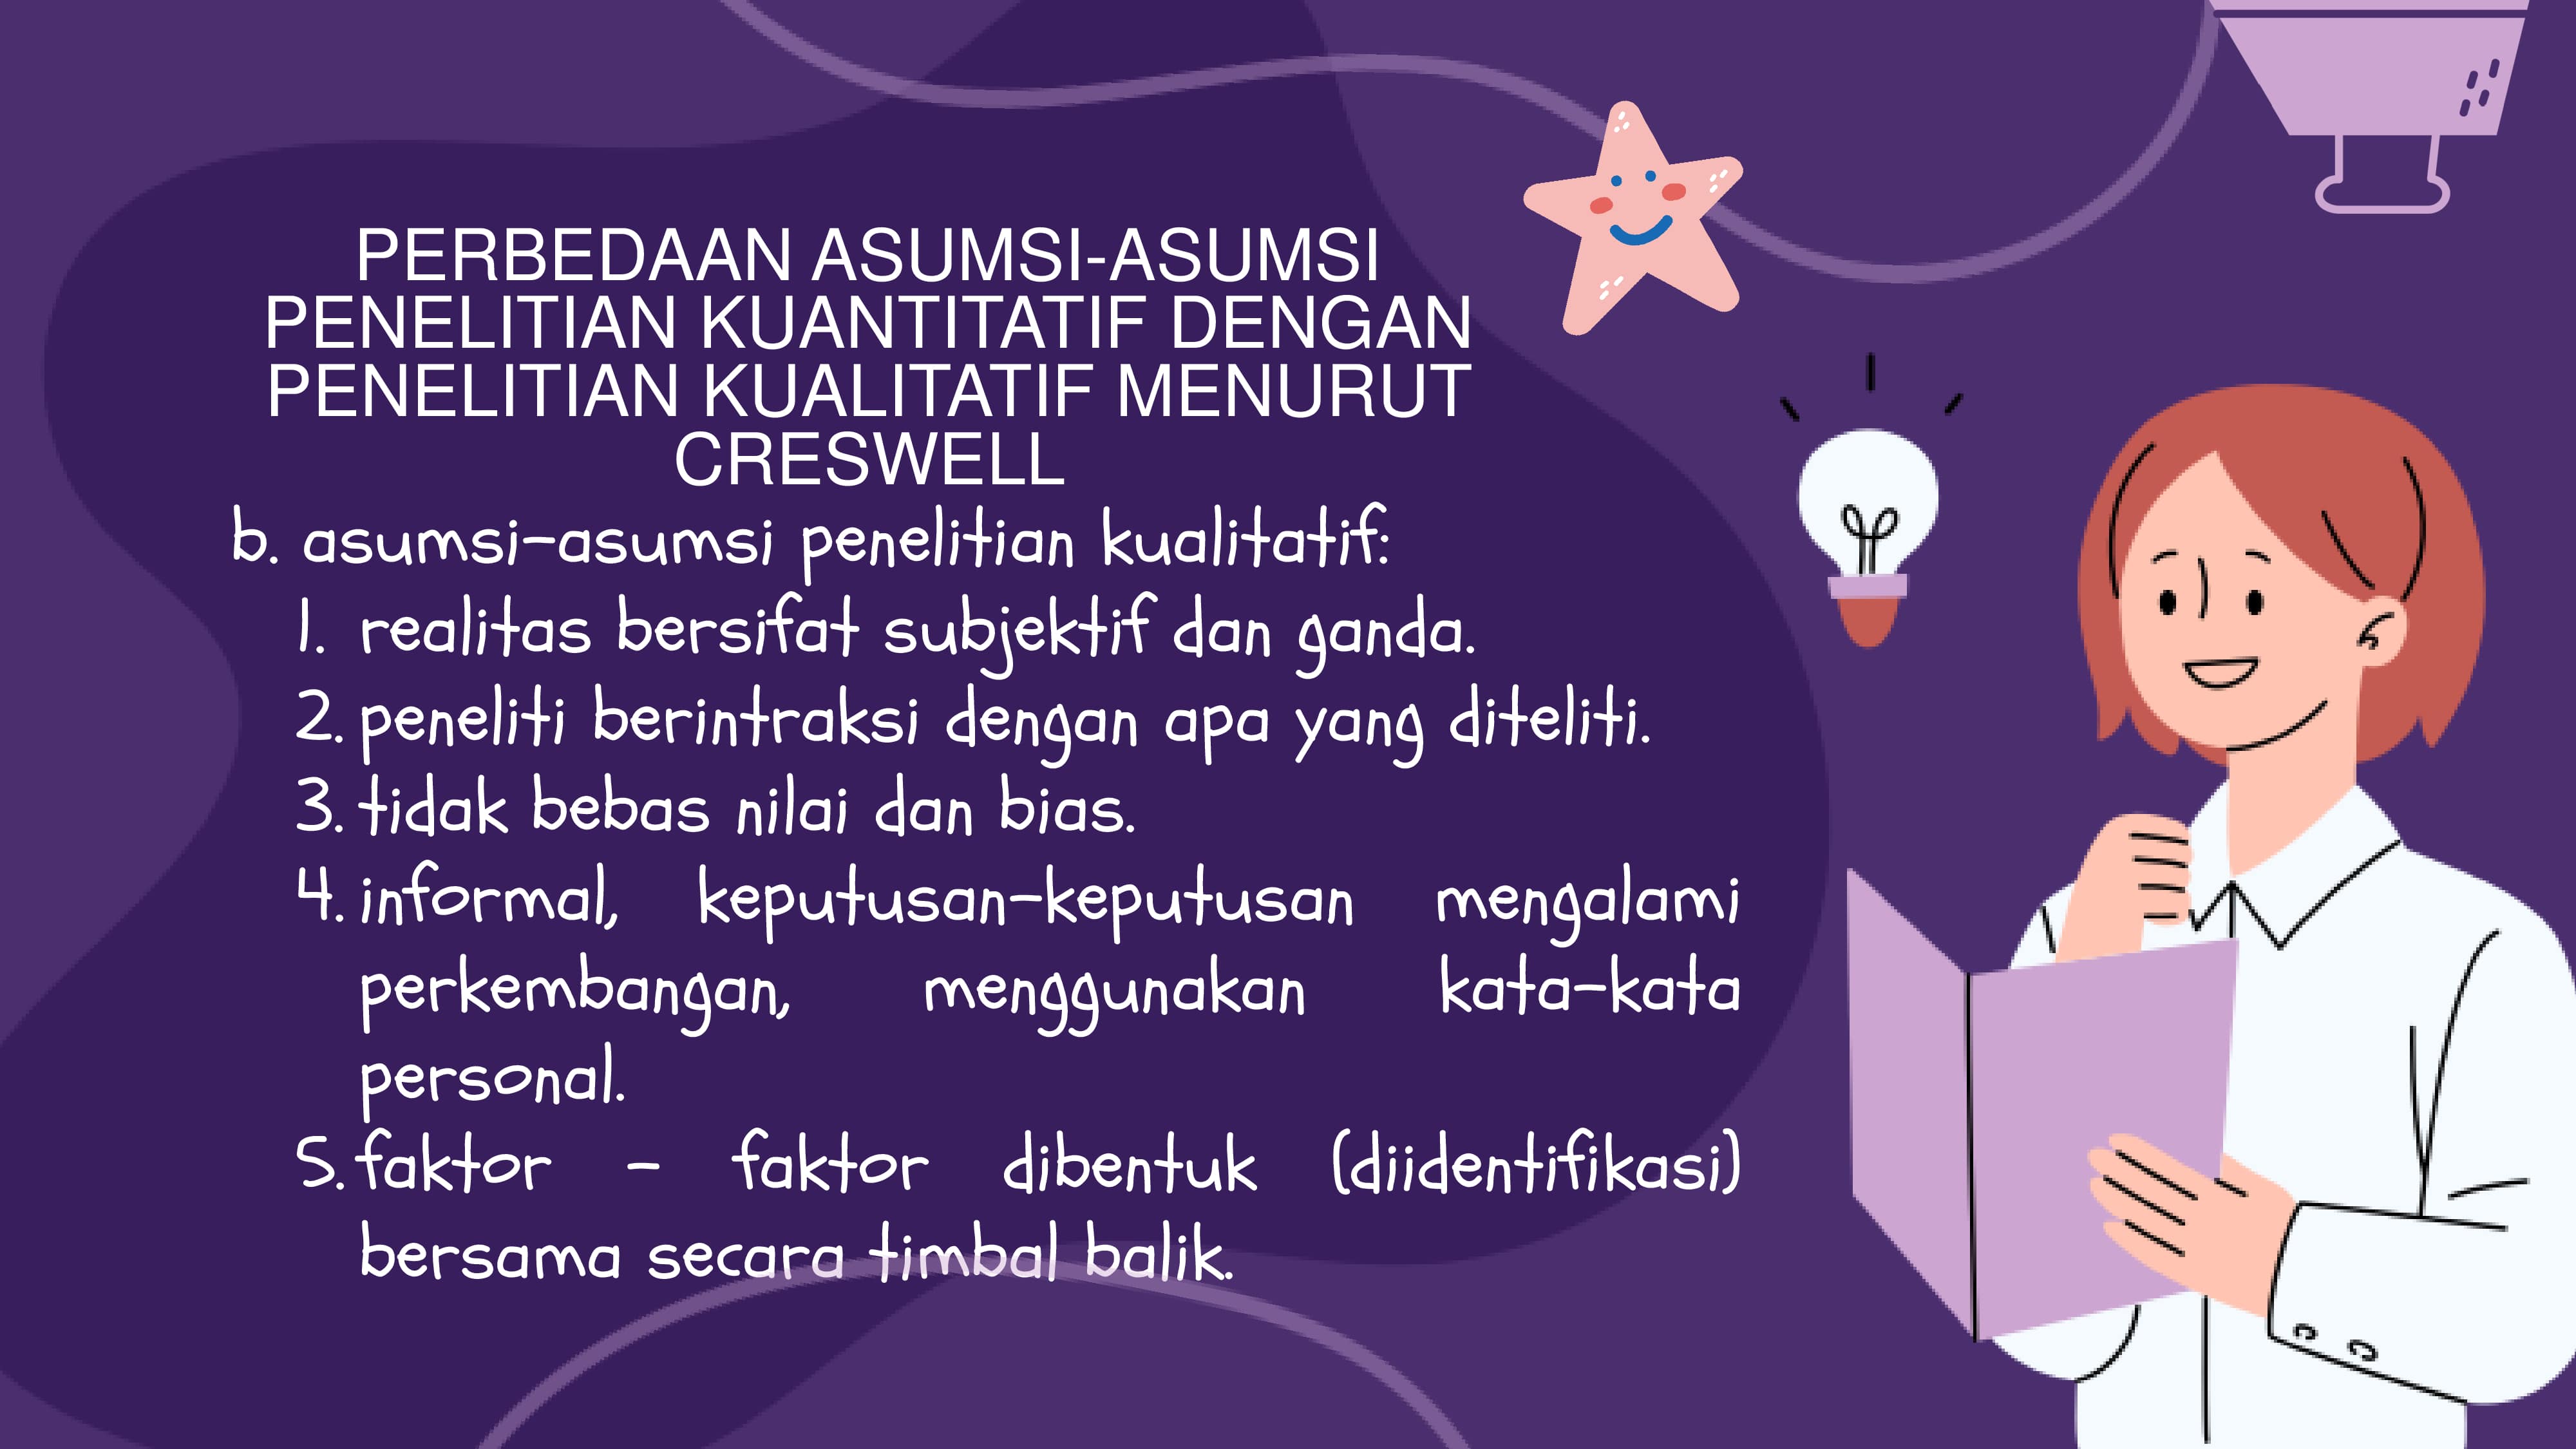 PERBEDAAN ASUMSI-ASUMSI
PENELITIAN KUANTITATIF DENGAN
PENELITIAN KUALITATIF MENURUT
CRESWELL
b. asumsi-asumsi penelitian kualitatif:
1. realitas bersifat subjektif dan ganda.
2. peneliti berintraksi dengan apa yang diteliti.
3. tidak bebas nilai dan bias.
4. informal, keputusan-keputusan mengalami
perkembangan, menggunakan kata-kata
personal.
5. faktor - faktor dibentuk (diidentifikasi)
bersama secara timbal balik.